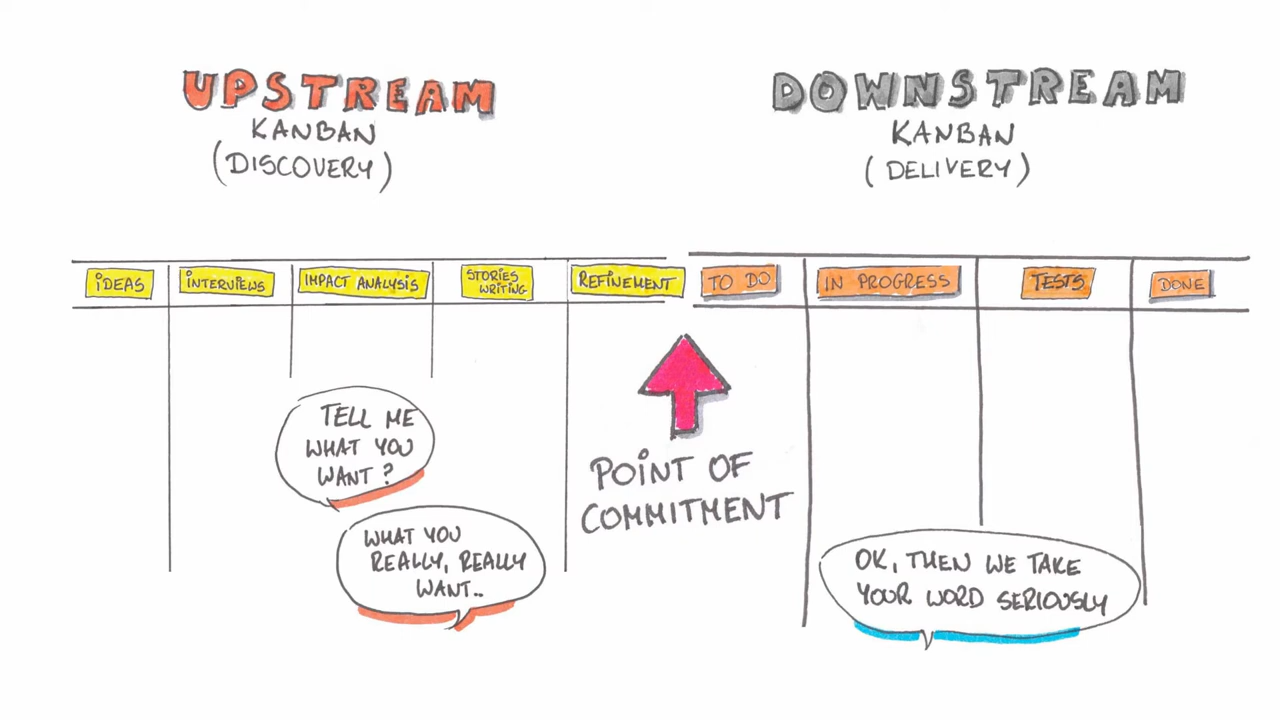 UPSTREAM
KANBAN
(DISCOVERY)
DOWNSTREAM
KANBAN
(DELIVERY)
iDEAS
iNTERVIEWS
IMPACT ANALYSIS
STORIES
WRITING
REFINEMENT
TO DO
IN PROGRESS
TESTS
DONE
TELL ME
WHAT YOU
WANT?
WHAT YOU
REALLY, REALLY
WANT..
POiNT OF
COMMITMENT
OK, THEN WE TAKE
YOUR WORD SERIOUSLY